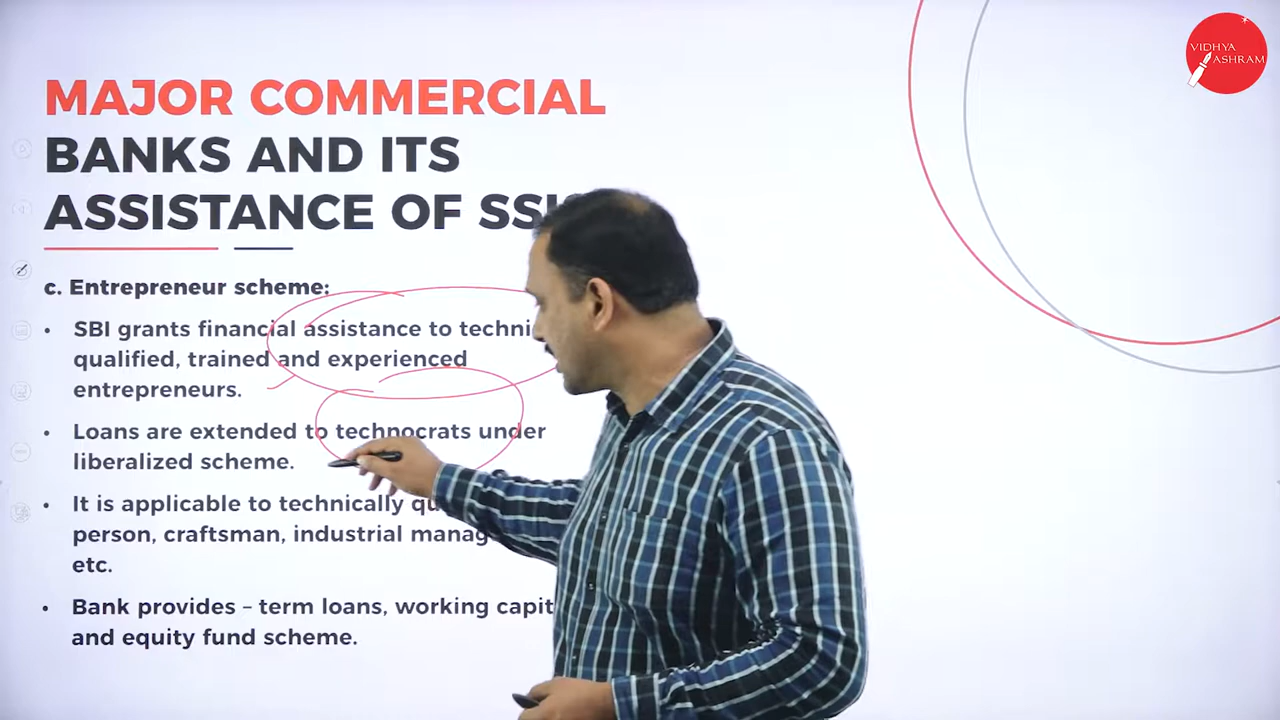 VIDHYA
ASHRAM
MAJOR COMMERCIAL
BANKS AND ITS
ASSISTANCE OF
c. Entrepreneur scheme:
• SBI grants financial assistance to
qualified, trained and experienced
entrepreneurs.
• Loans are extended to technocrats under
liberalized scheme.
• It is applicable to technically
person, craftsman, industrial
etc.
• Bank provides – term loans, working
and equity fund scheme.